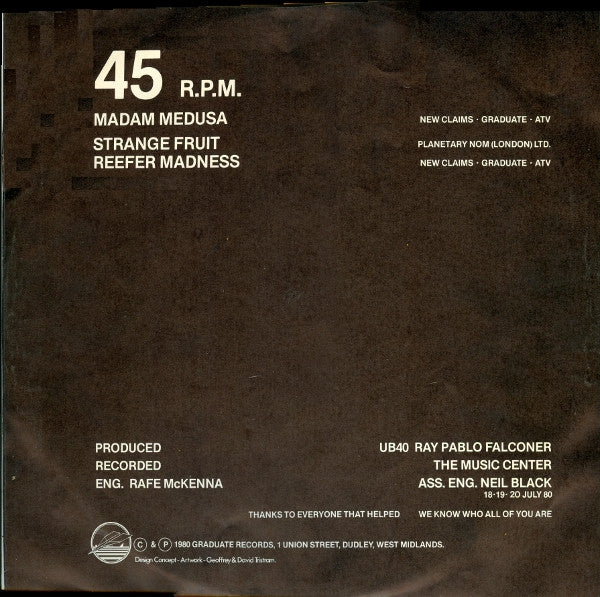 45 R.P.M.
MADAM MEDUSA NEW CLAIMS · GRADUATE · ATV
STRANGE FRUIT PLANETARY NOM (LONDON) LTD.
REEFER MADNESS NEW CLAIMS · GRADUATE · ATV
PRODUCED UB40 RAY PABLO FALCONER
RECORDED THE MUSIC CENTER
ENG. RAFE McKENNA ASS. ENG. NEIL BLACK
18·19· 20 JULY 80
THANKS TO EVERYONE THAT HELPED WE KNOW WHO ALL OF YOU ARE
C & P 1980 GRADUATE RECORDS, 1 UNION STREET, DUDLEY, WEST MIDLANDS.
Design Concept - Artwork - Geoffrey & David Tristram.